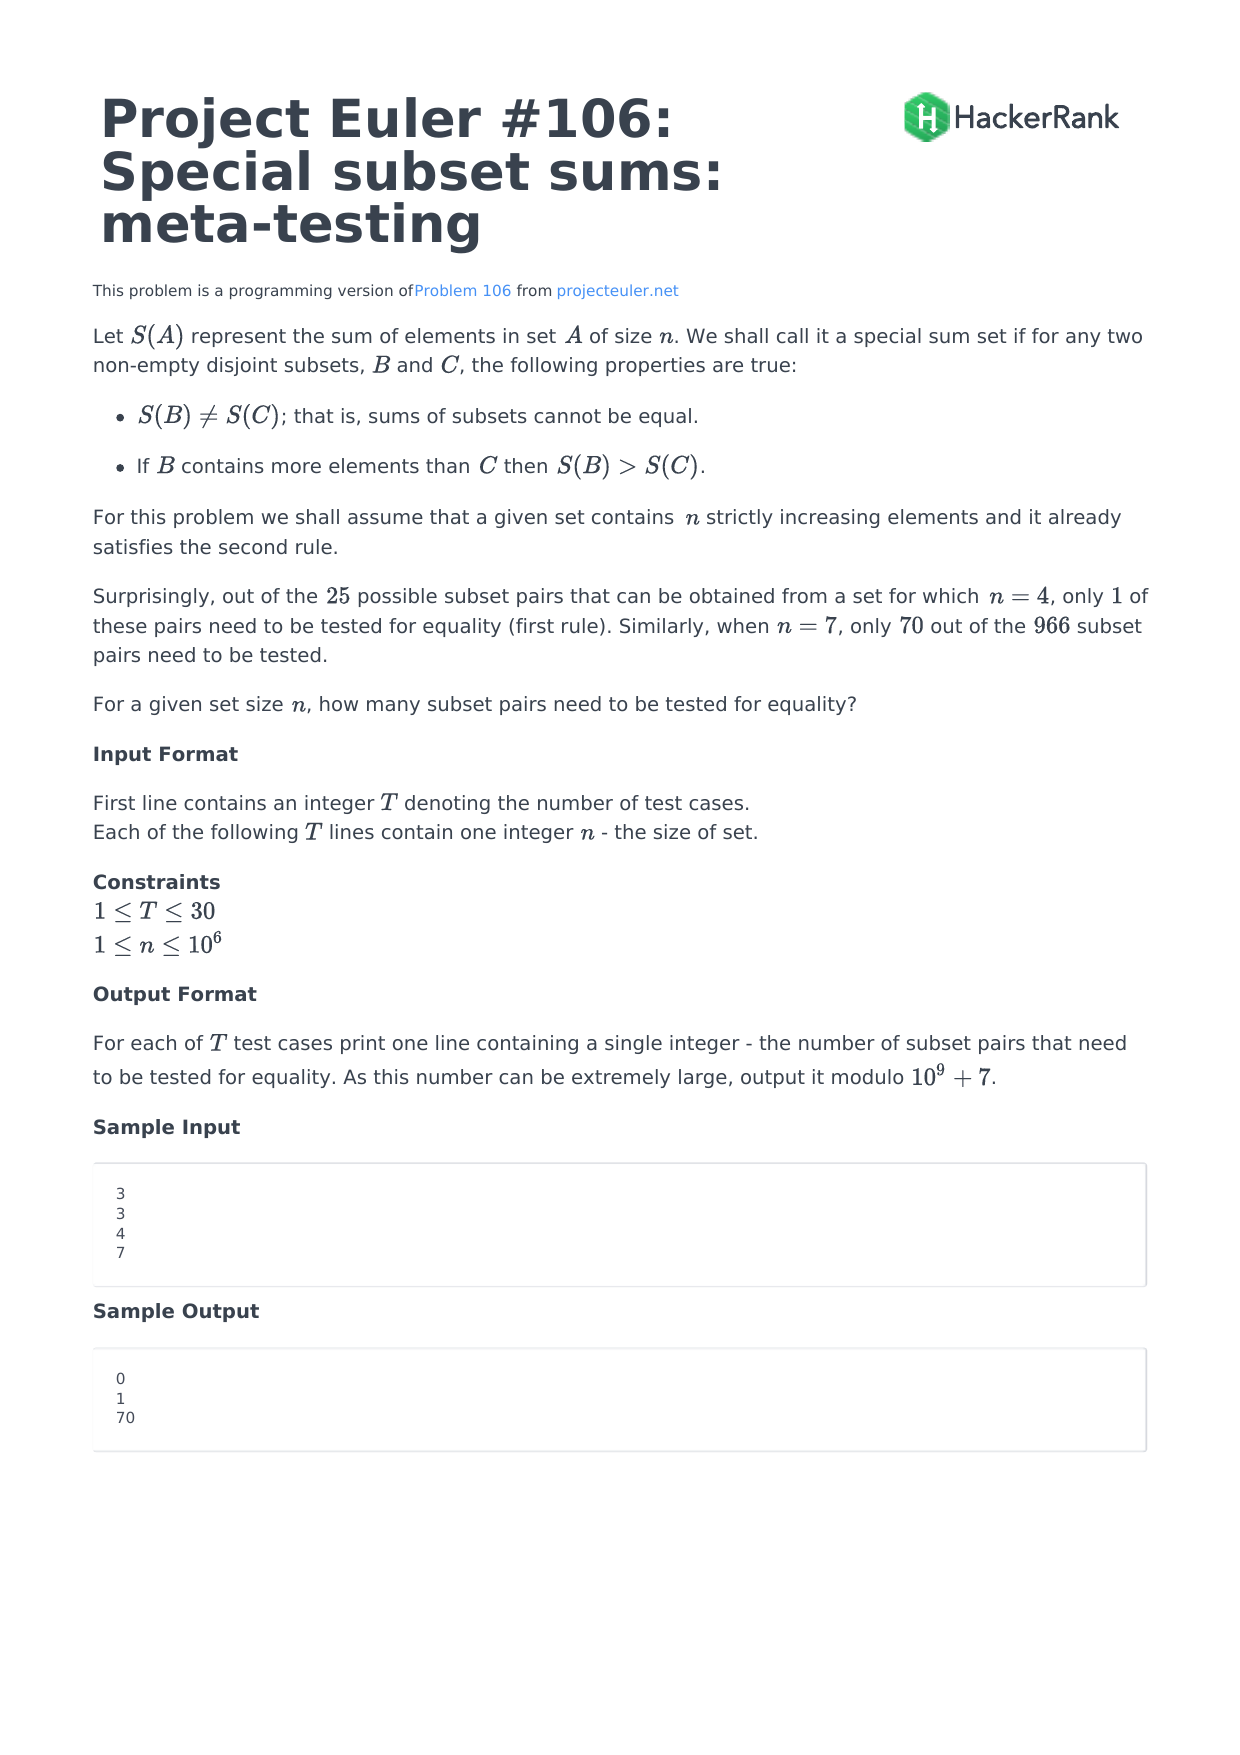 Project Euler #106:
Special subset sums:
meta-testing
HackerRank
This problem is a programming version ofProblem 106 from projecteuler.net
Let S(A) represent the sum of elements in set A of size n. We shall call it a special sum set if for any two
non-empty disjoint subsets, B and C, the following properties are true:
• S(B) ≠ S(C); that is, sums of subsets cannot be equal.
• If B contains more elements than C then S(B) > S(C).
For this problem we shall assume that a given set contains n strictly increasing elements and it already
satisfies the second rule.
Surprisingly, out of the 25 possible subset pairs that can be obtained from a set for which n = 4, only 1 of
these pairs need to be tested for equality (first rule). Similarly, when n = 7, only 70 out of the 966 subset
pairs need to be tested.
For a given set size n, how many subset pairs need to be tested for equality?
Input Format
First line contains an integer T denoting the number of test cases.
Each of the following T lines contain one integer n - the size of set.
Constraints
1 ≤ T ≤ 30
1 ≤ n ≤ 10⁶
Output Format
For each of T test cases print one line containing a single integer - the number of subset pairs that need
to be tested for equality. As this number can be extremely large, output it modulo 10⁹ + 7.
Sample Input
3
3
4
7
Sample Output
0
1
70